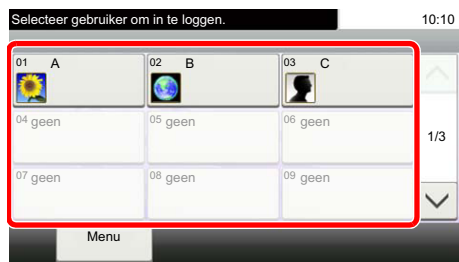 Selecteer gebruiker om in te loggen. 10:10
01 A 02 B 03 C
04 geen 05 geen 06 geen
1/3
07 geen 08 geen 09 geen
Menu